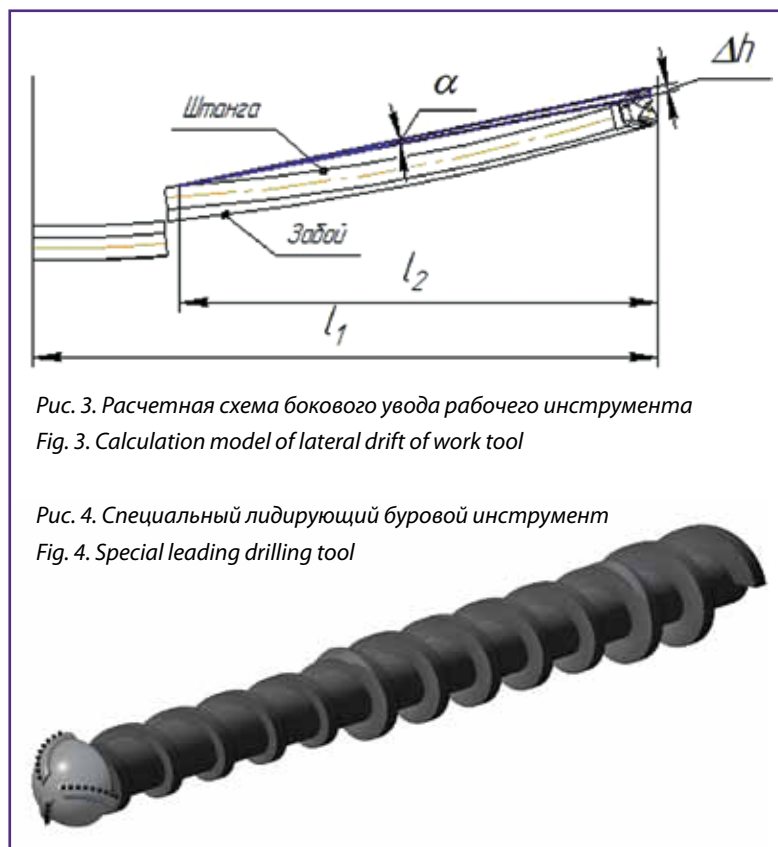 Δh
α
Штанга
Забой
l2
l1
Рис. 3. Расчетная схема бокового увода рабочего инструмента
Fig. 3. Calculation model of lateral drift of work tool
Рис. 4. Специальный лидирующий буровой инструмент
Fig. 4. Special leading drilling tool